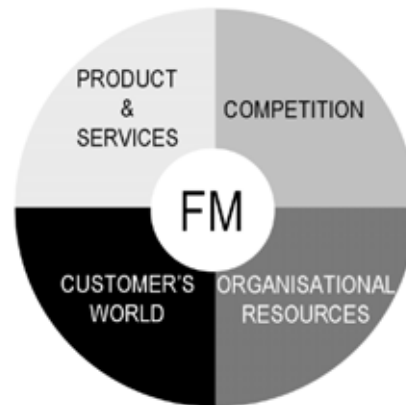 PRODUCT
&
SERVICES
COMPETITION
FM
CUSTOMER'S
WORLD
ORGANISATIONAL
RESOURCES